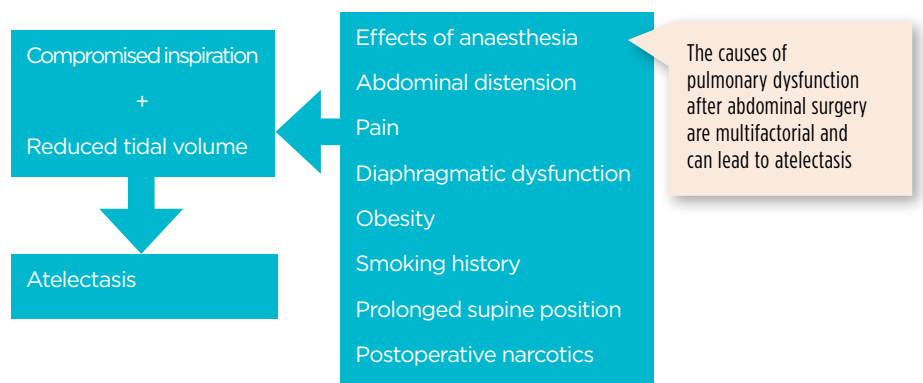 Compromised inspiration
+
Reduced tidal volume
Atelectasis
Effects of anaesthesia
Abdominal distension
Pain
Diaphragmatic dysfunction
Obesity
Smoking history
Prolonged supine position
Postoperative narcotics
The causes of
pulmonary dysfunction
after abdominal surgery
are multifactorial and
can lead to atelectasis